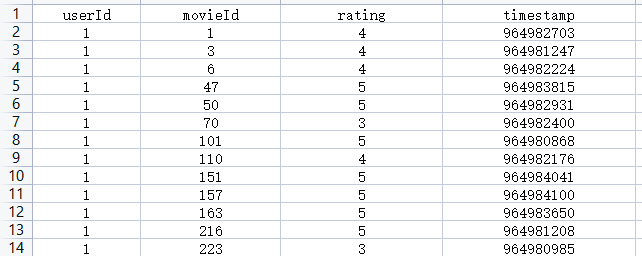 1 userId movieId rating timestamp
2 1 1 4 964982703
3 1 3 4 964981247
4 1 6 4 964982224
5 1 47 5 964983815
6 1 50 5 964982931
7 1 70 3 964982400
8 1 101 5 964980868
9 1 110 4 964982176
10 1 151 5 964984041
11 1 157 5 964984100
12 1 163 5 964983650
13 1 216 5 964981208
14 1 223 3 964980985